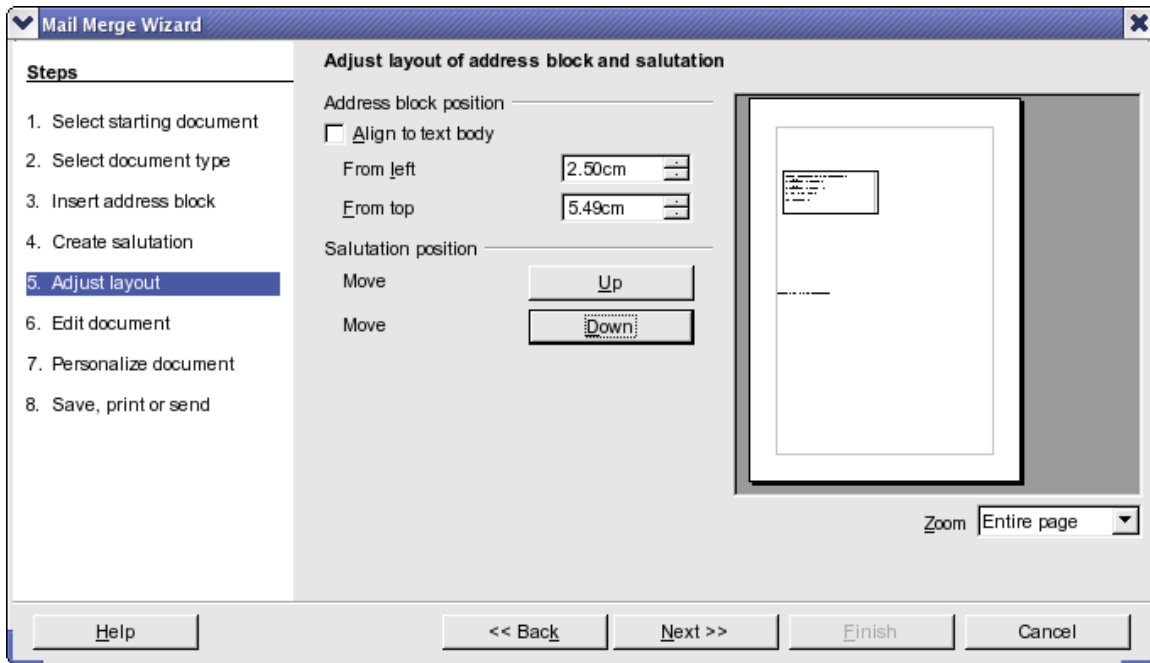 Mail Merge Wizard
Steps
1. Select starting document
2. Select document type
3. Insert address block
4. Create salutation
5. Adjust layout
6. Edit document
7. Personalize document
8. Save, print or send
Adjust layout of address block and salutation
Address block position
Align to text body
From left 2.50cm
From top 5.49cm
Salutation position
Move Up
Move Down
Zoom Entire page
Help << Back Next >> Finish Cancel